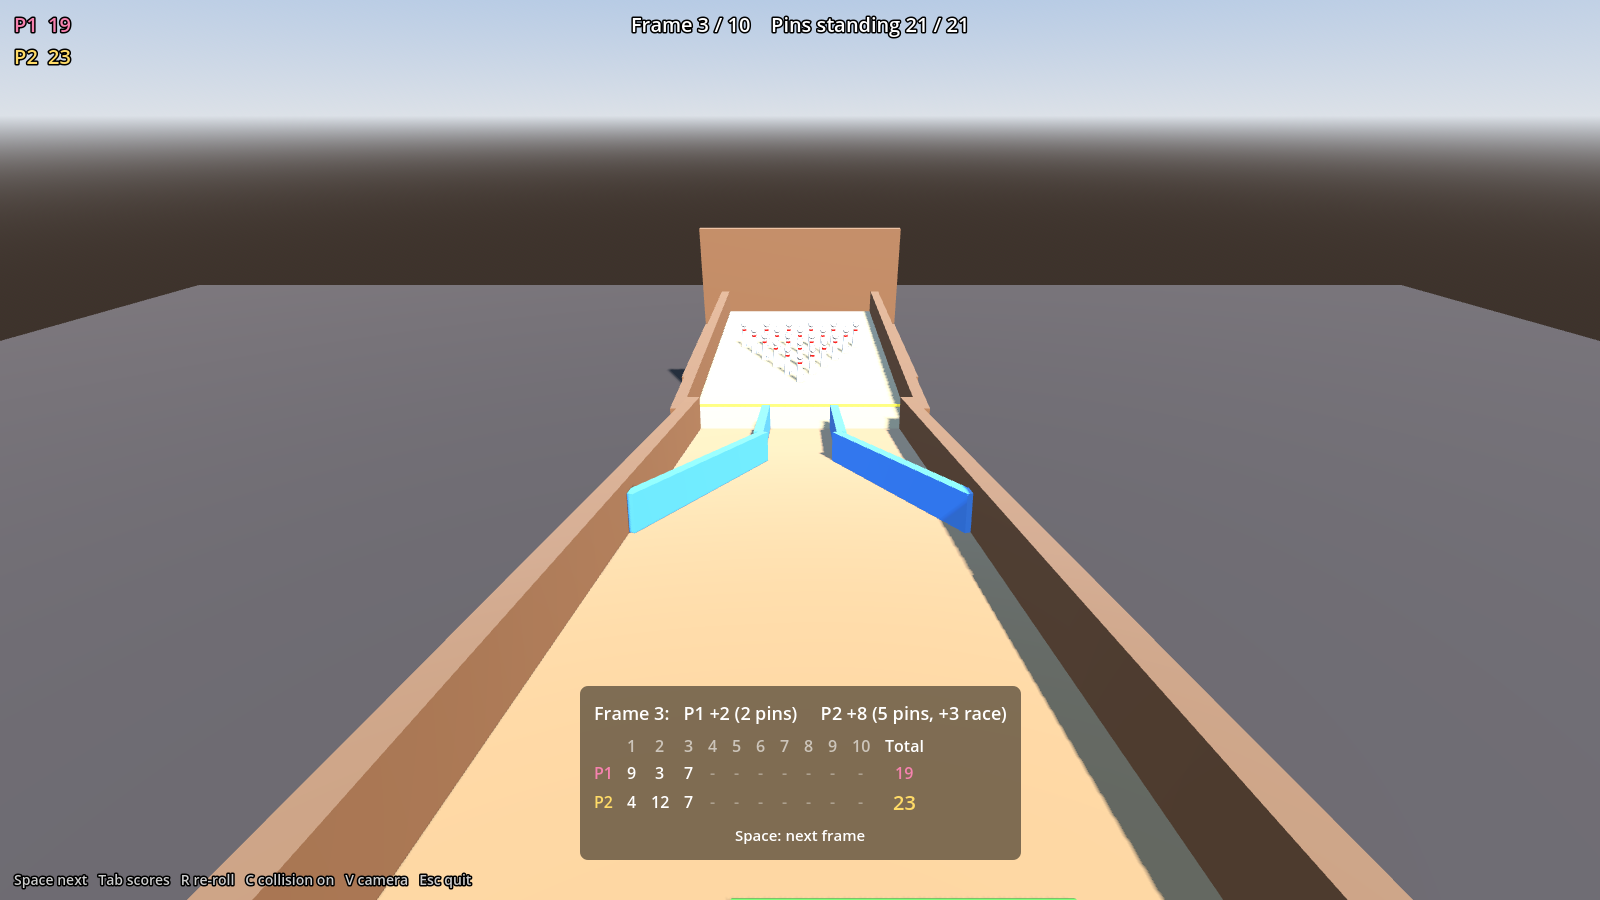 P1 19
P2 23
Frame 3 / 10 Pins standing 21 / 21
Frame 3: P1 +2 (2 pins) P2 +8 (5 pins, +3 race)
1 2 3 4 5 6 7 8 9 10 Total
P1 9 3 7 - - - - - - - 19
P2 4 12 7 - - - - - - - 23
Space: next frame
Space next Tab scores R re-roll C collision on V camera Esc quit